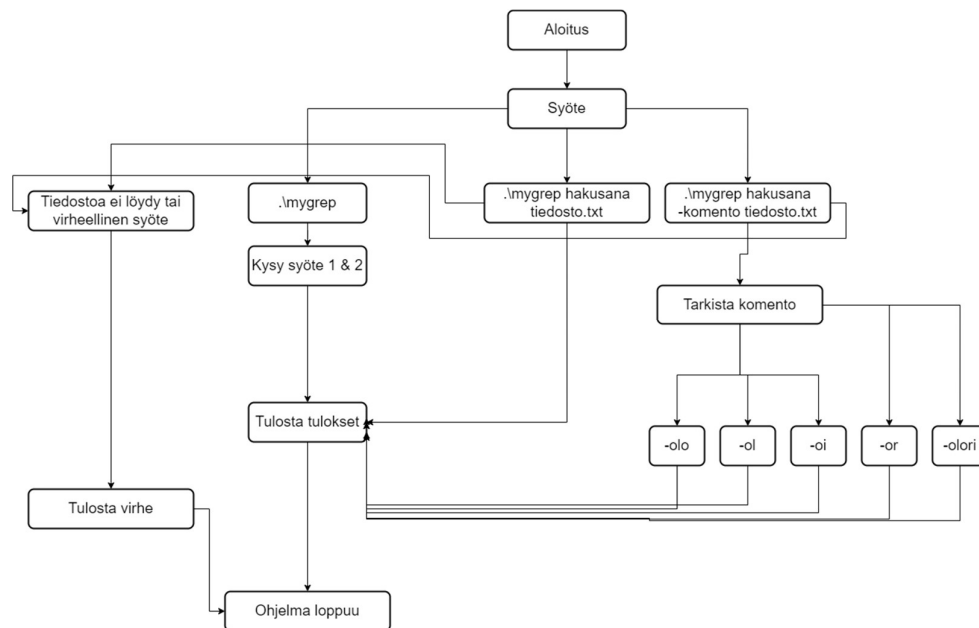 Aloitus
Syöte
Tiedostoa ei löydy tai
virheellinen syöte
.\mygrep
.\mygrep hakusana
tiedosto.txt
.\mygrep hakusana
-komento tiedosto.txt
Kysy syöte 1 & 2
Tarkista komento
Tulosta tulokset
-olo
-ol
-oi
-or
-olori
Tulosta virhe
Ohjelma loppuu